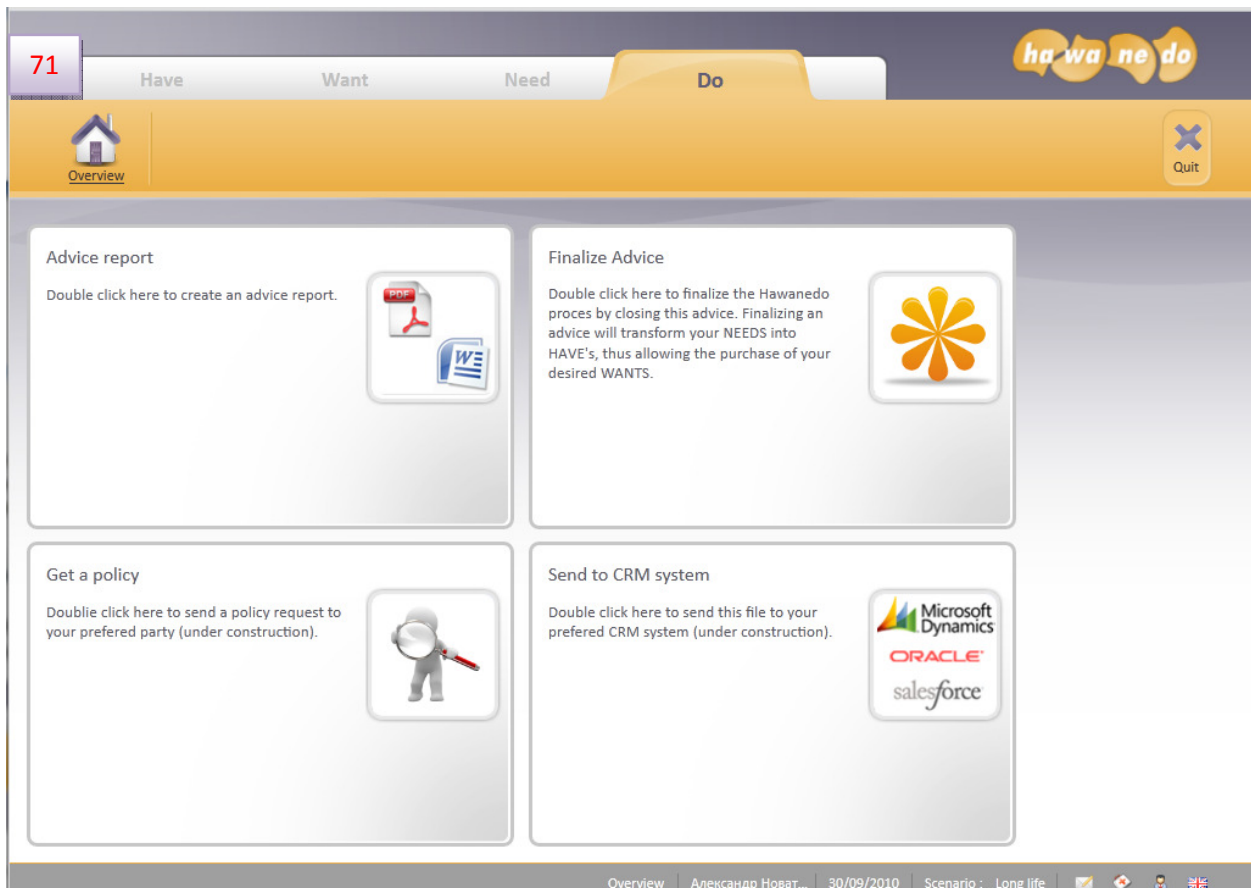 71
Have
Want
Need
Do
ha wa ne do
Overview
Quit
Advice report
Double click here to create an advice report.
PDF
W
Finalize Advice
Double click here to finalize the Hawanedo
proces by closing this advice. Finalizing an
advice will transform your NEEDS into
HAVE's, thus allowing the purchase of your
desired WANTS.
Get a policy
Doublie click here to send a policy request to
your prefered party (under construction).
Send to CRM system
Double click here to send this file to your
prefered CRM system (under construction).
Microsoft
Dynamics
ORACLE
salesforce
Overview
Александр Новат...
30/09/2010
Scenario : Long life